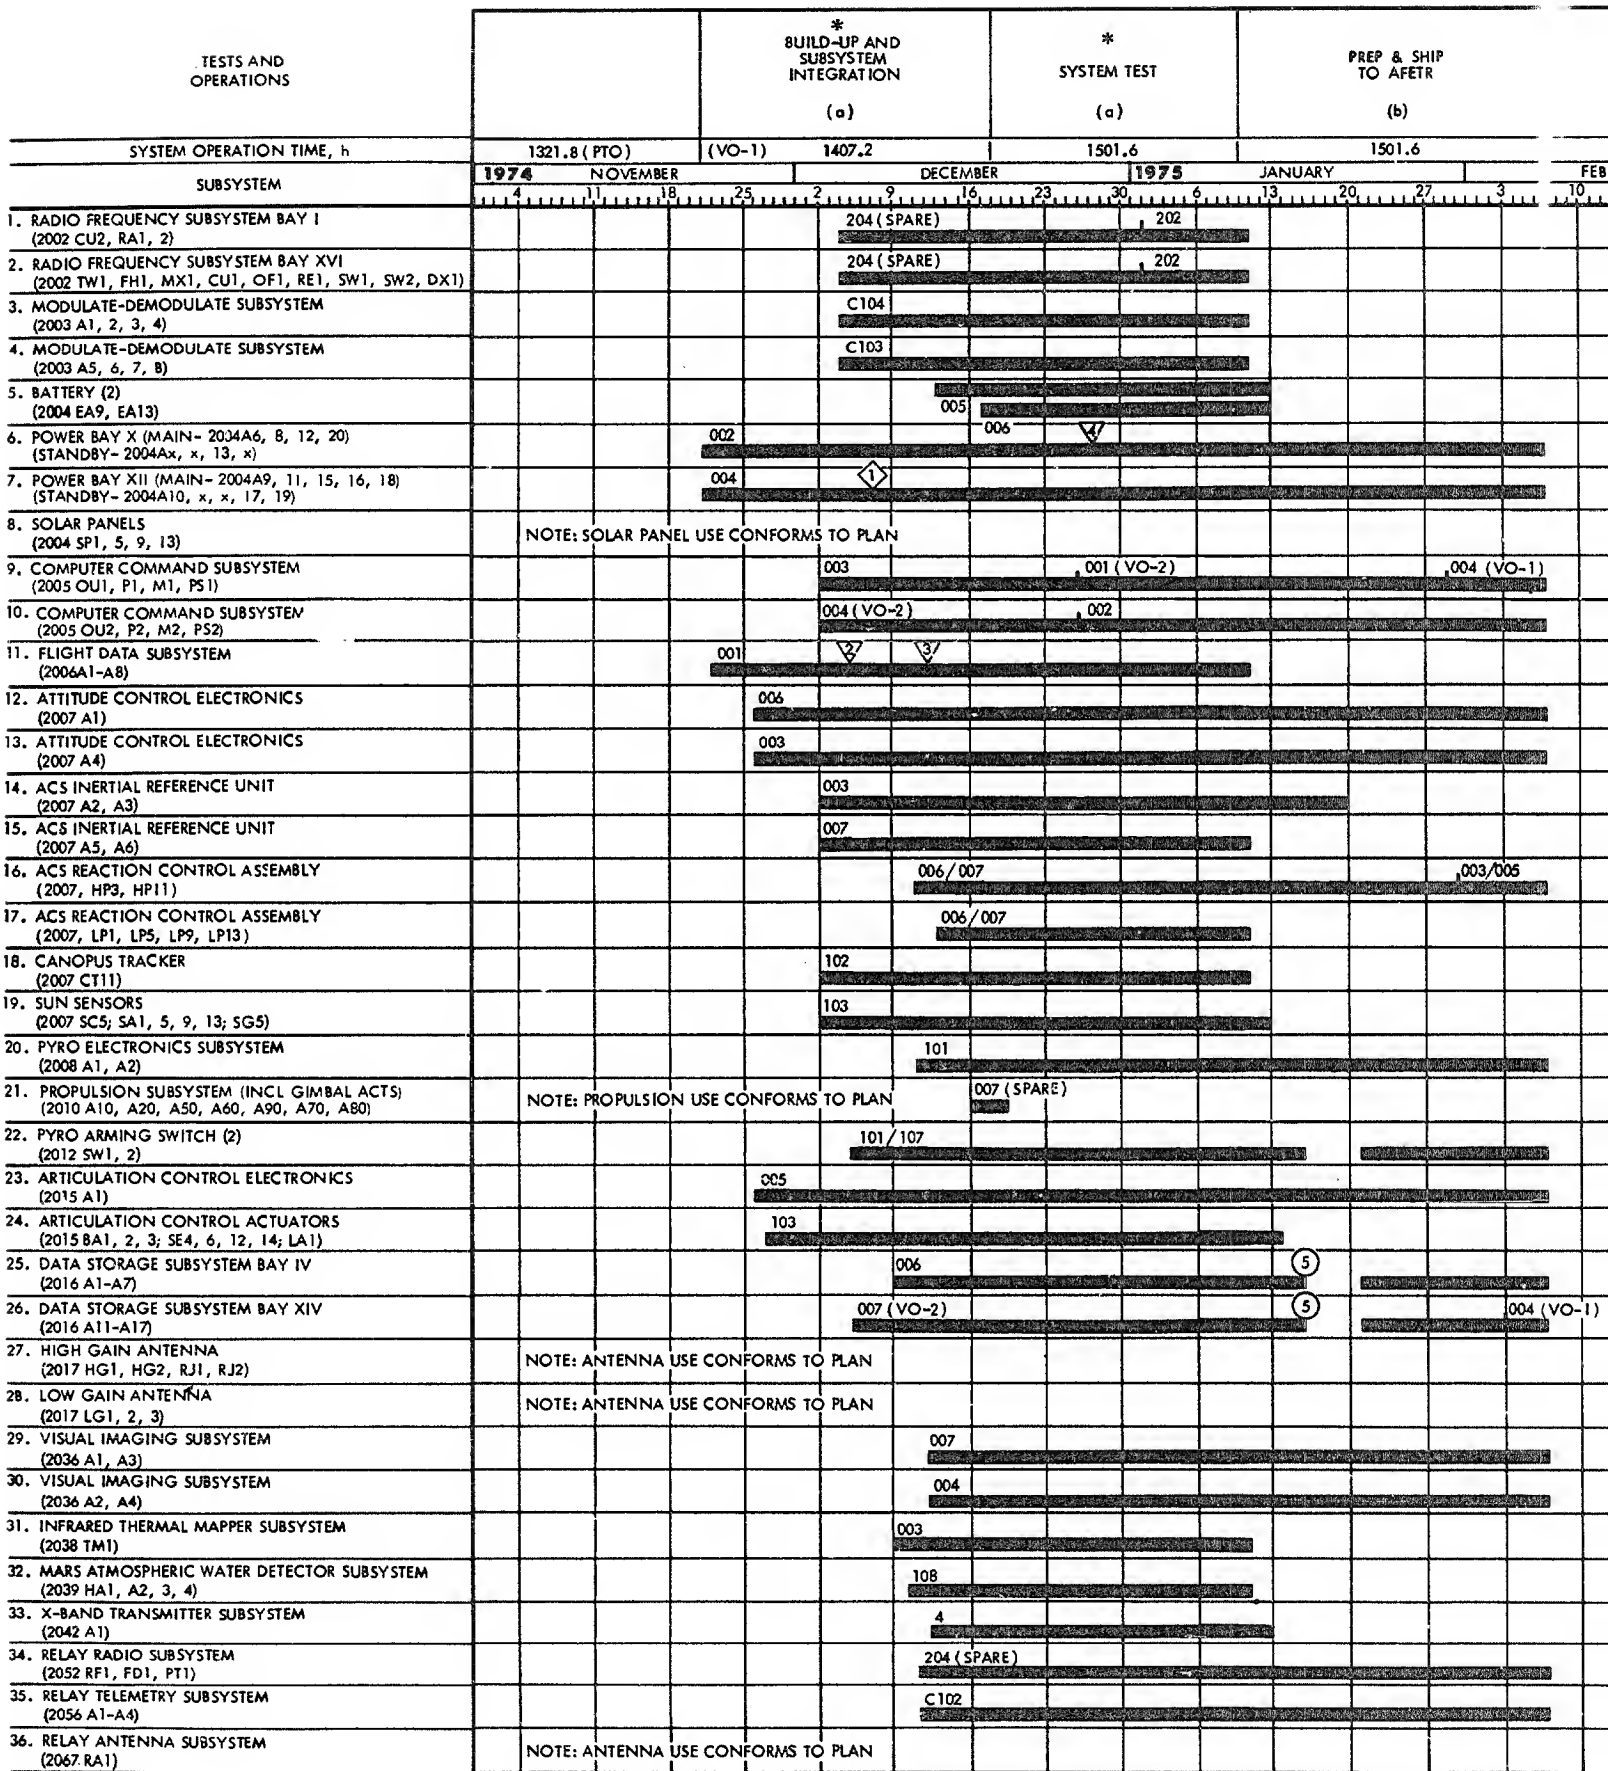 TESTS AND
OPERATIONS
*
BUILD-UP AND
SUBSYSTEM
INTEGRATION
(a)
*
SYSTEM TEST
(a)
PREP & SHIP
TO AFETR
(b)
SYSTEM OPERATION TIME, h
1321.8 (PTO)
(VO-1) 1407.2
1501.6
1501.6
SUBSYSTEM
1974 NOVEMBER DECEMBER 1975 JANUARY FEB
4 11 18 25 2 9 16 23 30 6 13 20 27 3 10
1. RADIO FREQUENCY SUBSYSTEM BAY I
(2002 CU2, RA1, 2)
204 (SPARE) 202
2. RADIO FREQUENCY SUBSYSTEM BAY XVI
(2002 TW1, FH1, MX1, CU1, OF1, RE1, SW1, SW2, DX1)
204 (SPARE) 202
3. MODULATE-DEMODULATE SUBSYSTEM
(2003 A1, 2, 3, 4)
C104
4. MODULATE-DEMODULATE SUBSYSTEM
(2003 A5, 6, 7, 8)
C103
5. BATTERY (2)
(2004 EA9, EA13)
005
006
6. POWER BAY X (MAIN- 2004A6, 8, 12, 20)
(STANDBY- 2004Ax, x, 13, x)
002 4
7. POWER BAY XII (MAIN- 2004A9, 11, 15, 16, 18)
(STANDBY- 2004A10, x, x, 17, 19)
004 1
8. SOLAR PANELS
(2004 SP1, 5, 9, 13)
NOTE: SOLAR PANEL USE CONFORMS TO PLAN
9. COMPUTER COMMAND SUBSYSTEM
(2005 OU1, P1, M1, PS1)
003 001 (VO-2) 004 (VO-1)
10. COMPUTER COMMAND SUBSYSTEM
(2005 OU2, P2, M2, PS2)
004 (VO-2) 002
11. FLIGHT DATA SUBSYSTEM
(2006A1-A8)
001 2 3
12. ATTITUDE CONTROL ELECTRONICS
(2007 A1)
006
13. ATTITUDE CONTROL ELECTRONICS
(2007 A4)
003
14. ACS INERTIAL REFERENCE UNIT
(2007 A2, A3)
003
15. ACS INERTIAL REFERENCE UNIT
(2007 A5, A6)
007
16. ACS REACTION CONTROL ASSEMBLY
(2007, HP3, HP11)
006/007 003/005
17. ACS REACTION CONTROL ASSEMBLY
(2007, LP1, LP5, LP9, LP13)
006/007
18. CANOPUS TRACKER
(2007 CT11)
102
19. SUN SENSORS
(2007 SC5; SA1, 5, 9, 13; SG5)
103
20. PYRO ELECTRONICS SUBSYSTEM
(2008 A1, A2)
101
21. PROPULSION SUBSYSTEM (INCL GIMBAL ACTS)
(2010 A10, A20, A50, A60, A90, A70, A80)
NOTE: PROPULSION USE CONFORMS TO PLAN
007 (SPARE)
22. PYRO ARMING SWITCH (2)
(2012 SW1, 2)
101/107
23. ARTICULATION CONTROL ELECTRONICS
(2015 A1)
005
24. ARTICULATION CONTROL ACTUATORS
(2015 BA1, 2, 3; SE4, 6, 12, 14; LA1)
103
25. DATA STORAGE SUBSYSTEM BAY IV
(2016 A1-A7)
006 5
26. DATA STORAGE SUBSYSTEM BAY XIV
(2016 A11-A17)
007 (VO-2) 5 004 (VO-1)
27. HIGH GAIN ANTENNA
(2017 HG1, HG2, RJ1, RJ2)
NOTE: ANTENNA USE CONFORMS TO PLAN
28. LOW GAIN ANTENNA
(2017 LG1, 2, 3)
NOTE: ANTENNA USE CONFORMS TO PLAN
29. VISUAL IMAGING SUBSYSTEM
(2036 A1, A3)
007
30. VISUAL IMAGING SUBSYSTEM
(2036 A2, A4)
004
31. INFRARED THERMAL MAPPER SUBSYSTEM
(2038 TM1)
003
32. MARS ATMOSPHERIC WATER DETECTOR SUBSYSTEM
(2039 HA1, A2, 3, 4)
108
33. X-BAND TRANSMITTER SUBSYSTEM
(2042 A1)
4
34. RELAY RADIO SUBSYSTEM
(2052 RF1, FD1, PT1)
204 (SPARE)
35. RELAY TELEMETRY SUBSYSTEM
(2056 A1-A4)
C102
36. RELAY ANTENNA SUBSYSTEM
(2067 RA1)
NOTE: ANTENNA USE CONFORMS TO PLAN